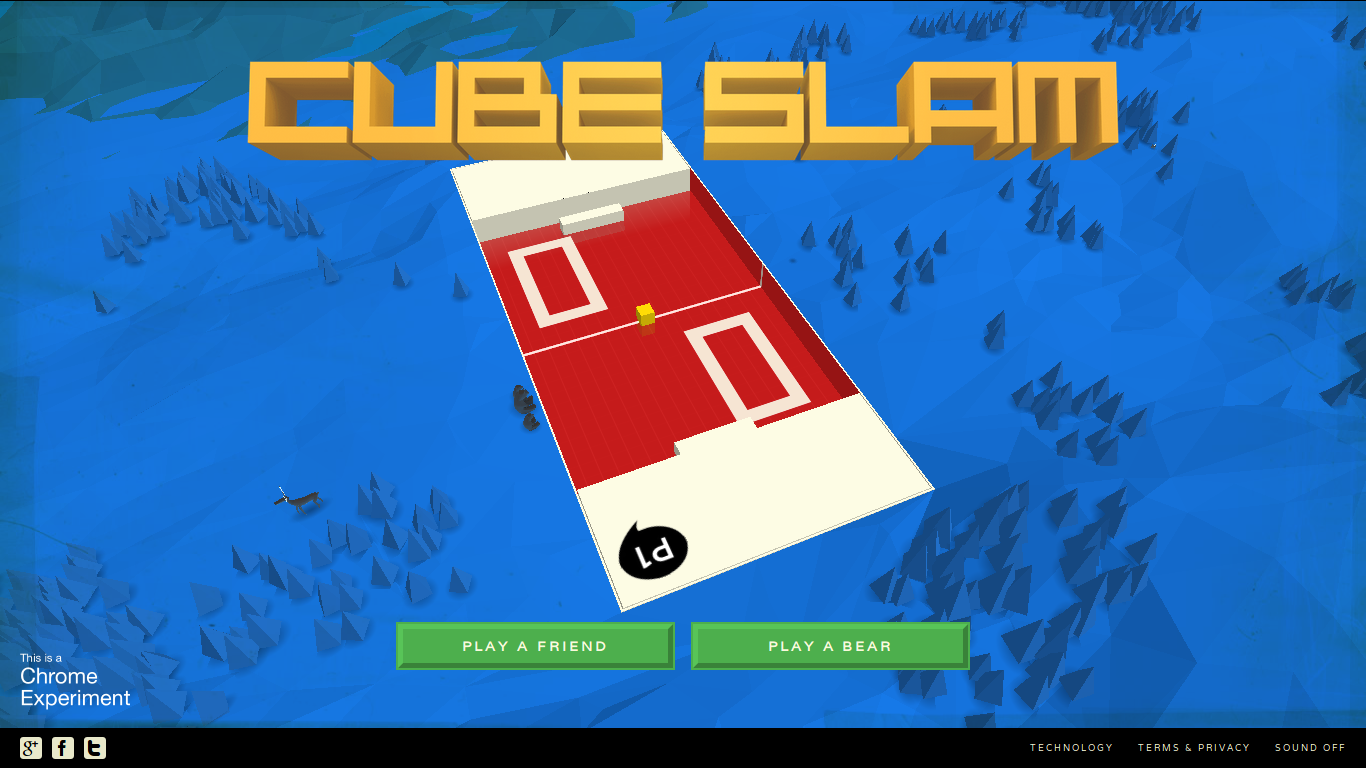 CUBE SLAM
P1
PLAY A FRIEND
PLAY A BEAR
This is a
Chrome
Experiment
g+ f t
TECHNOLOGY
TERMS & PRIVACY
SOUND OFF